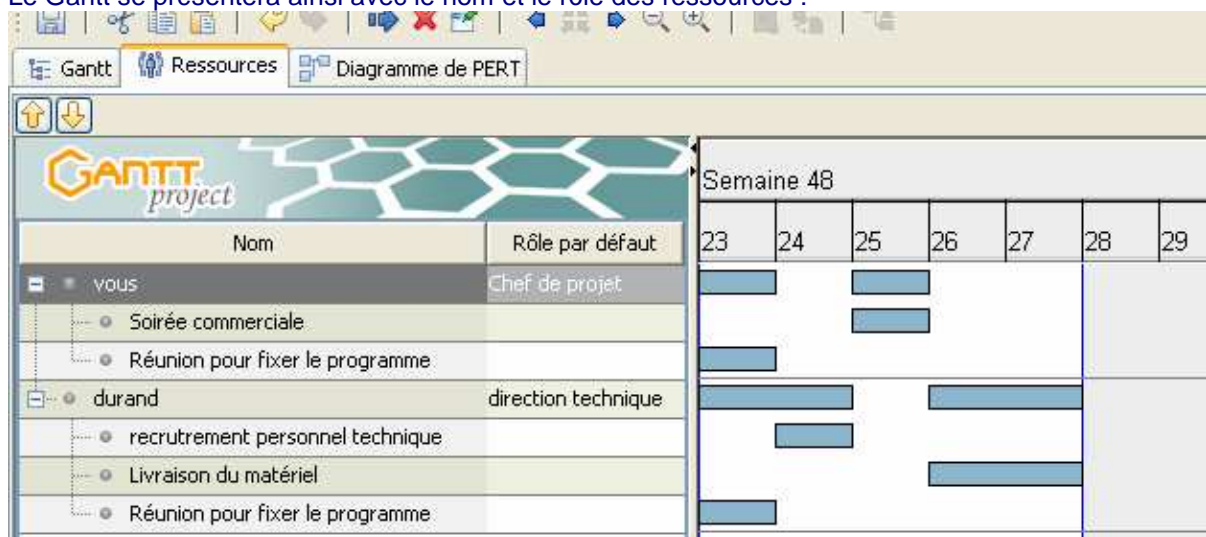 Le Gantt se présentera ainsi avec le nom et le rôle des ressources :
Gantt Ressources Diagramme de PERT
GANTT
project
Semaine 48
Nom Rôle par défaut 23 24 25 26 27 28 29
vous Chef de projet
Soirée commerciale
Réunion pour fixer le programme
durand direction technique
recrutrement personnel technique
Livraison du matériel
Réunion pour fixer le programme